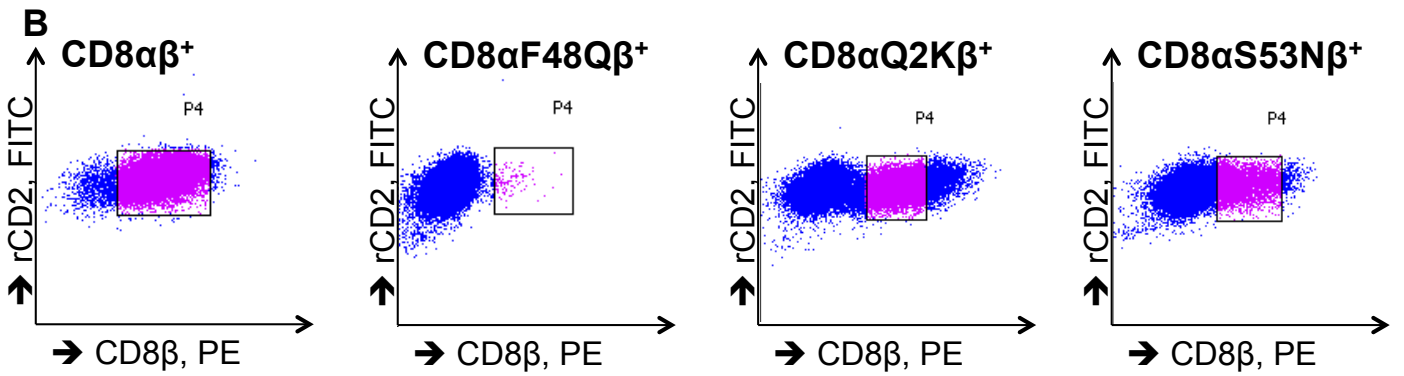 B
CD8αβ⁺
P4
➔ rCD2, FITC
➔ CD8β, PE
CD8αF48Qβ⁺
P4
➔ rCD2, FITC
➔ CD8β, PE
CD8αQ2Kβ⁺
P4
➔ rCD2, FITC
➔ CD8β, PE
CD8αS53Nβ⁺
P4
➔ rCD2, FITC
➔ CD8β, PE